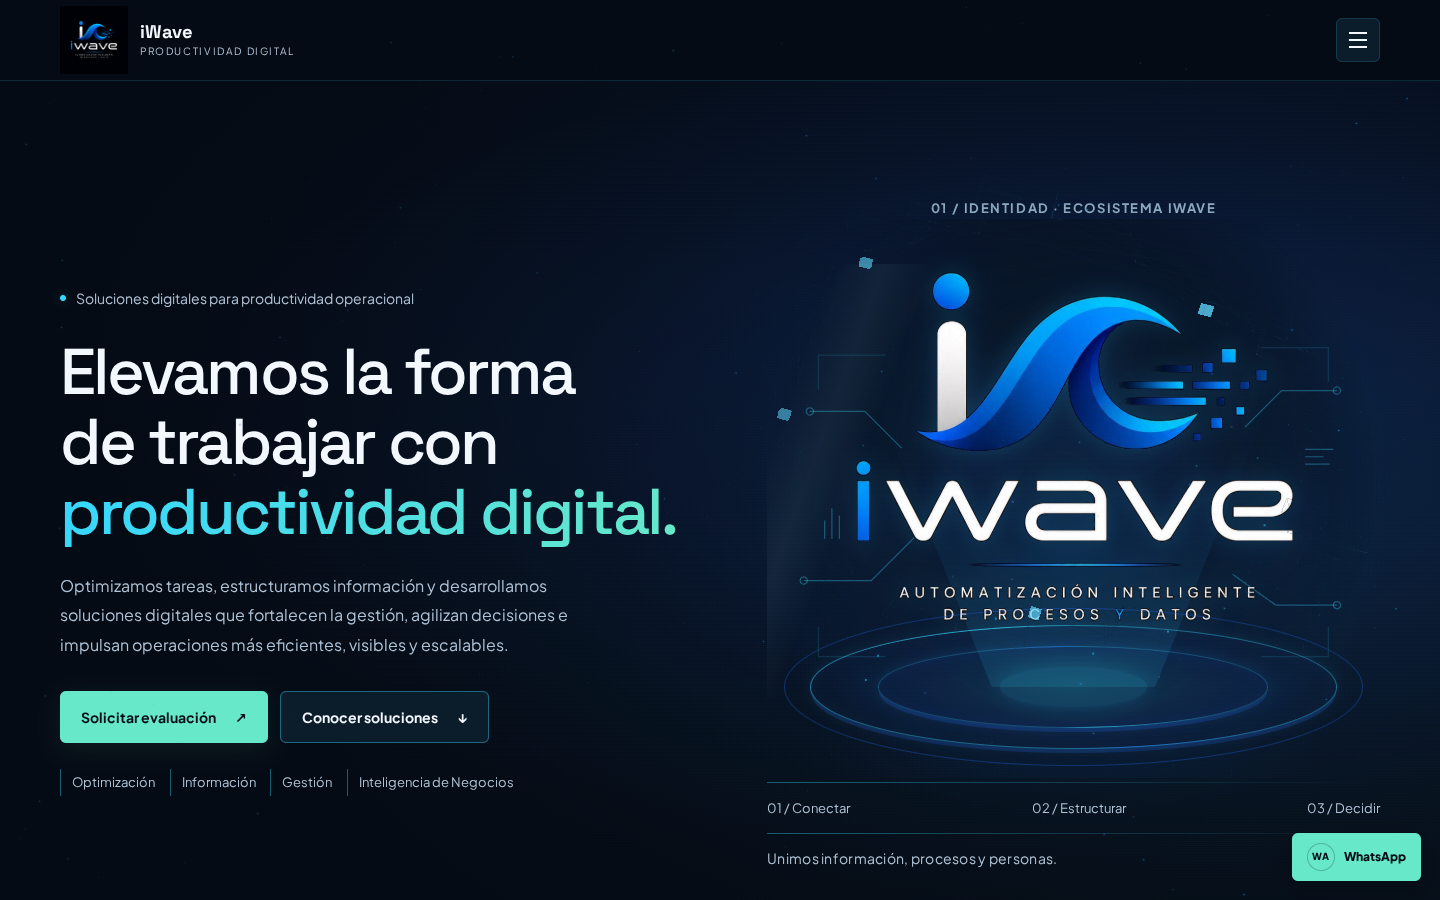 iwave
iWave
PRODUCTIVIDAD DIGITAL
01 / IDENTIDAD · ECOSISTEMA IWAVE
Soluciones digitales para productividad operacional
Elevamos la forma
de trabajar con
productividad digital.
Optimizamos tareas, estructuramos información y desarrollamos
soluciones digitales que fortalecen la gestión, agilizan decisiones e
impulsan operaciones más eficientes, visibles y escalables.
Solicitar evaluación ↗
Conocer soluciones ↓
Optimización
Información
Gestión
Inteligencia de Negocios
iwave
AUTOMATIZACIÓN INTELIGENTE
DE PROCESOS Y DATOS
01 / Conectar
02 / Estructurar
03 / Decidir
Unimos información, procesos y personas.
WA WhatsApp